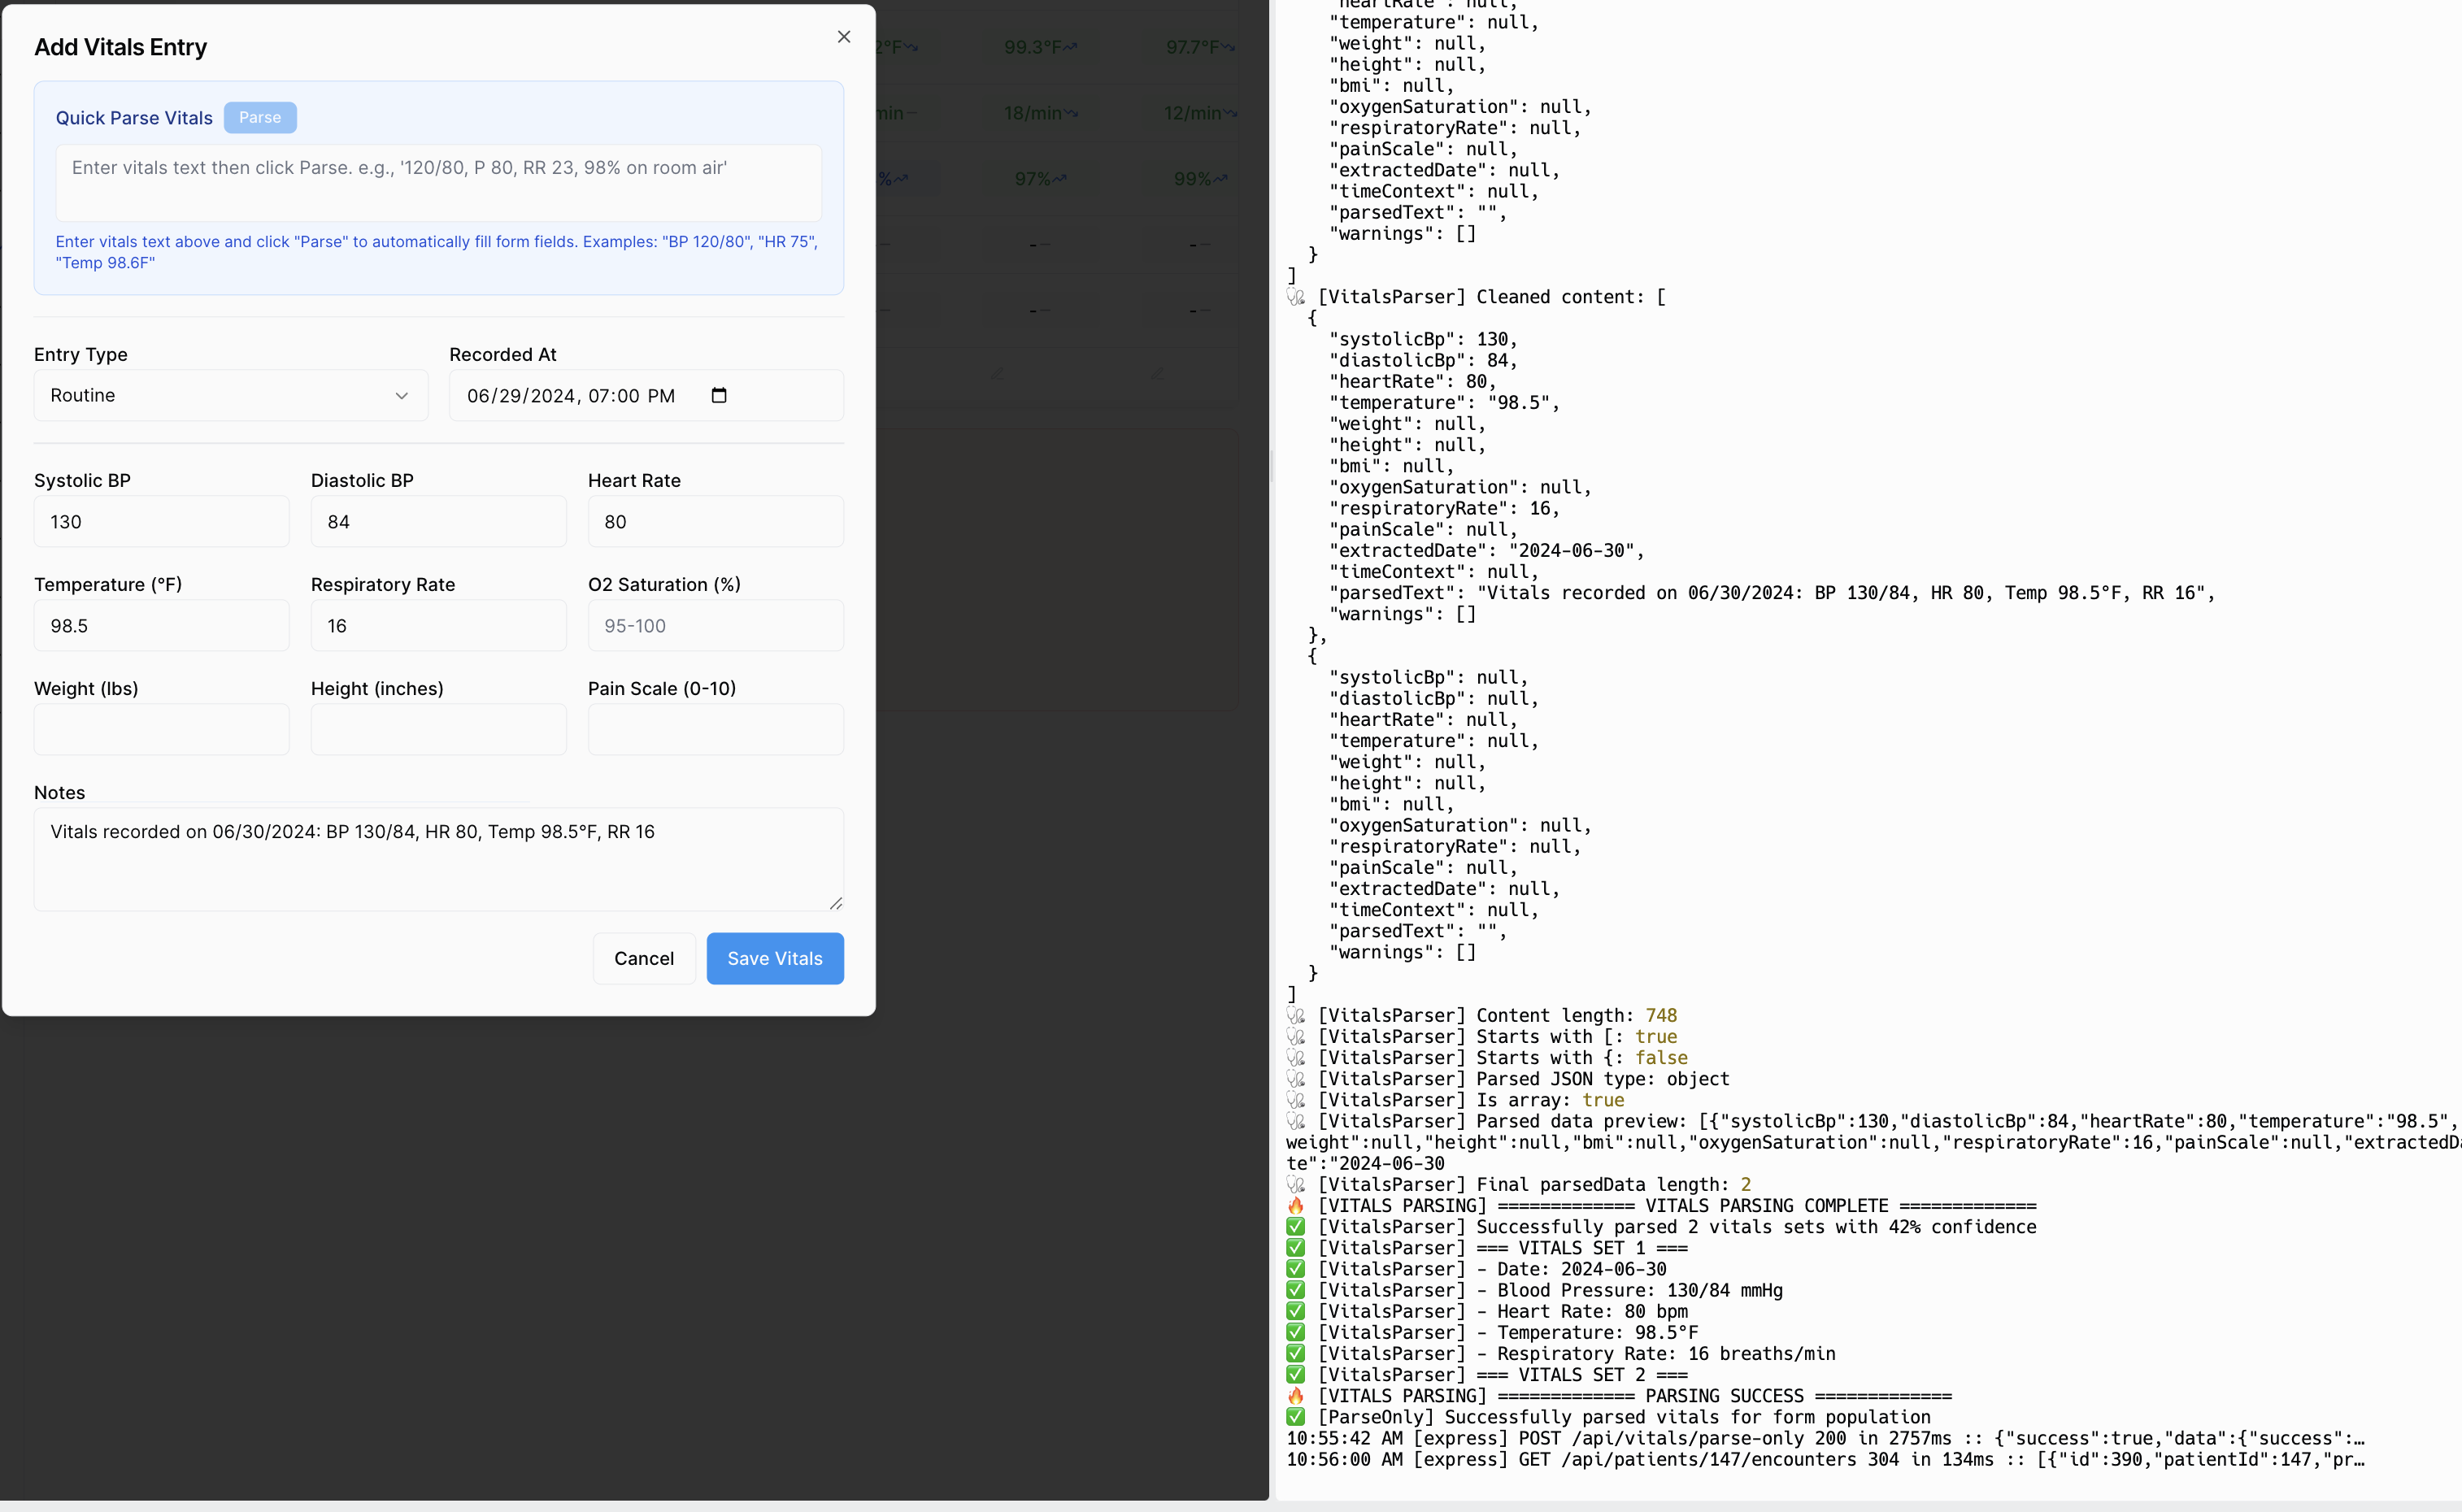 Add Vitals Entry
Quick Parse Vitals
Parse
Enter vitals text then click Parse. e.g., '120/80, P 80, RR 23, 98% on room air'
Enter vitals text above and click "Parse" to automatically fill form fields. Examples: "BP 120/80", "HR 75",
"Temp 98.6F"
Entry Type
Recorded At
Routine
06/29/2024, 07:00 PM
Systolic BP
Diastolic BP
Heart Rate
130
84
80
Temperature (°F)
Respiratory Rate
O2 Saturation (%)
98.5
16
95-100
Weight (lbs)
Height (inches)
Pain Scale (0-10)
Notes
Vitals recorded on 06/30/2024: BP 130/84, HR 80, Temp 98.5°F, RR 16
Cancel
Save Vitals
2°F
99.3°F
97.7°F
min
18/min
12/min
%
97%
99%
-
-
-
-
"heartRate": null,
"temperature": null,
"weight": null,
"height": null,
"bmi": null,
"oxygenSaturation": null,
"respiratoryRate": null,
"painScale": null,
"extractedDate": null,
"timeContext": null,
"parsedText": "",
"warnings": []
}
]
[VitalsParser] Cleaned content: [
{
"systolicBp": 130,
"diastolicBp": 84,
"heartRate": 80,
"temperature": "98.5",
"weight": null,
"height": null,
"bmi": null,
"oxygenSaturation": null,
"respiratoryRate": 16,
"painScale": null,
"extractedDate": "2024-06-30",
"timeContext": null,
"parsedText": "Vitals recorded on 06/30/2024: BP 130/84, HR 80, Temp 98.5°F, RR 16",
"warnings": []
},
{
"systolicBp": null,
"diastolicBp": null,
"heartRate": null,
"temperature": null,
"weight": null,
"height": null,
"bmi": null,
"oxygenSaturation": null,
"respiratoryRate": null,
"painScale": null,
"extractedDate": null,
"timeContext": null,
"parsedText": "",
"warnings": []
}
]
[VitalsParser] Content length: 748
[VitalsParser] Starts with [: true
[VitalsParser] Starts with {: false
[VitalsParser] Parsed JSON type: object
[VitalsParser] Is array: true
[VitalsParser] Parsed data preview: [{"systolicBp":130,"diastolicBp":84,"heartRate":80,"temperature":"98.5",
weight":null,"height":null,"bmi":null,"oxygenSaturation":null,"respiratoryRate":16,"painScale":null,"extractedDa
te":"2024-06-30
[VitalsParser] Final parsedData length: 2
[VITALS PARSING] ============= VITALS PARSING COMPLETE =============
[VitalsParser] Successfully parsed 2 vitals sets with 42% confidence
[VitalsParser] === VITALS SET 1 ===
[VitalsParser] - Date: 2024-06-30
[VitalsParser] - Blood Pressure: 130/84 mmHg
[VitalsParser] - Heart Rate: 80 bpm
[VitalsParser] - Temperature: 98.5°F
[VitalsParser] - Respiratory Rate: 16 breaths/min
[VitalsParser] === VITALS SET 2 ===
[VITALS PARSING] ============= PARSING SUCCESS =============
[ParseOnly] Successfully parsed vitals for form population
10:55:42 AM [express] POST /api/vitals/parse-only 200 in 2757ms :: {"success":true,"data":{"success":…
10:56:00 AM [express] GET /api/patients/147/encounters 304 in 134ms :: [{"id":390,"patientId":147,"pr…